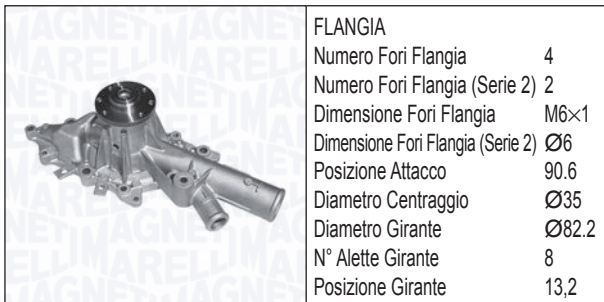 FLANGIA
Numero Fori Flangia 4
Numero Fori Flangia (Serie 2) 2
Dimensione Fori Flangia M6×1
Dimensione Fori Flangia (Serie 2) Ø6
Posizione Attacco 90.6
Diametro Centraggio Ø35
Diametro Girante Ø82.2
N° Alette Girante 8
Posizione Girante 13,2
MAGNETI
MARELLI